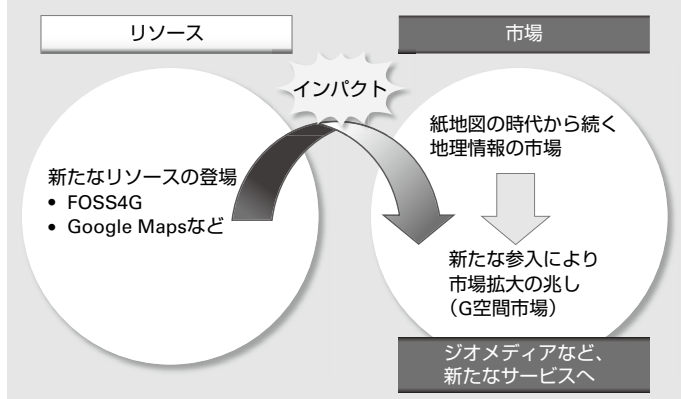 リソース
市場
インパクト
新たなリソースの登場
• FOSS4G
• Google Mapsなど
紙地図の時代から続く
地理情報の市場
新たな参入により
市場拡大の兆し
（G空間市場）
ジオメディアなど、
新たなサービスへ